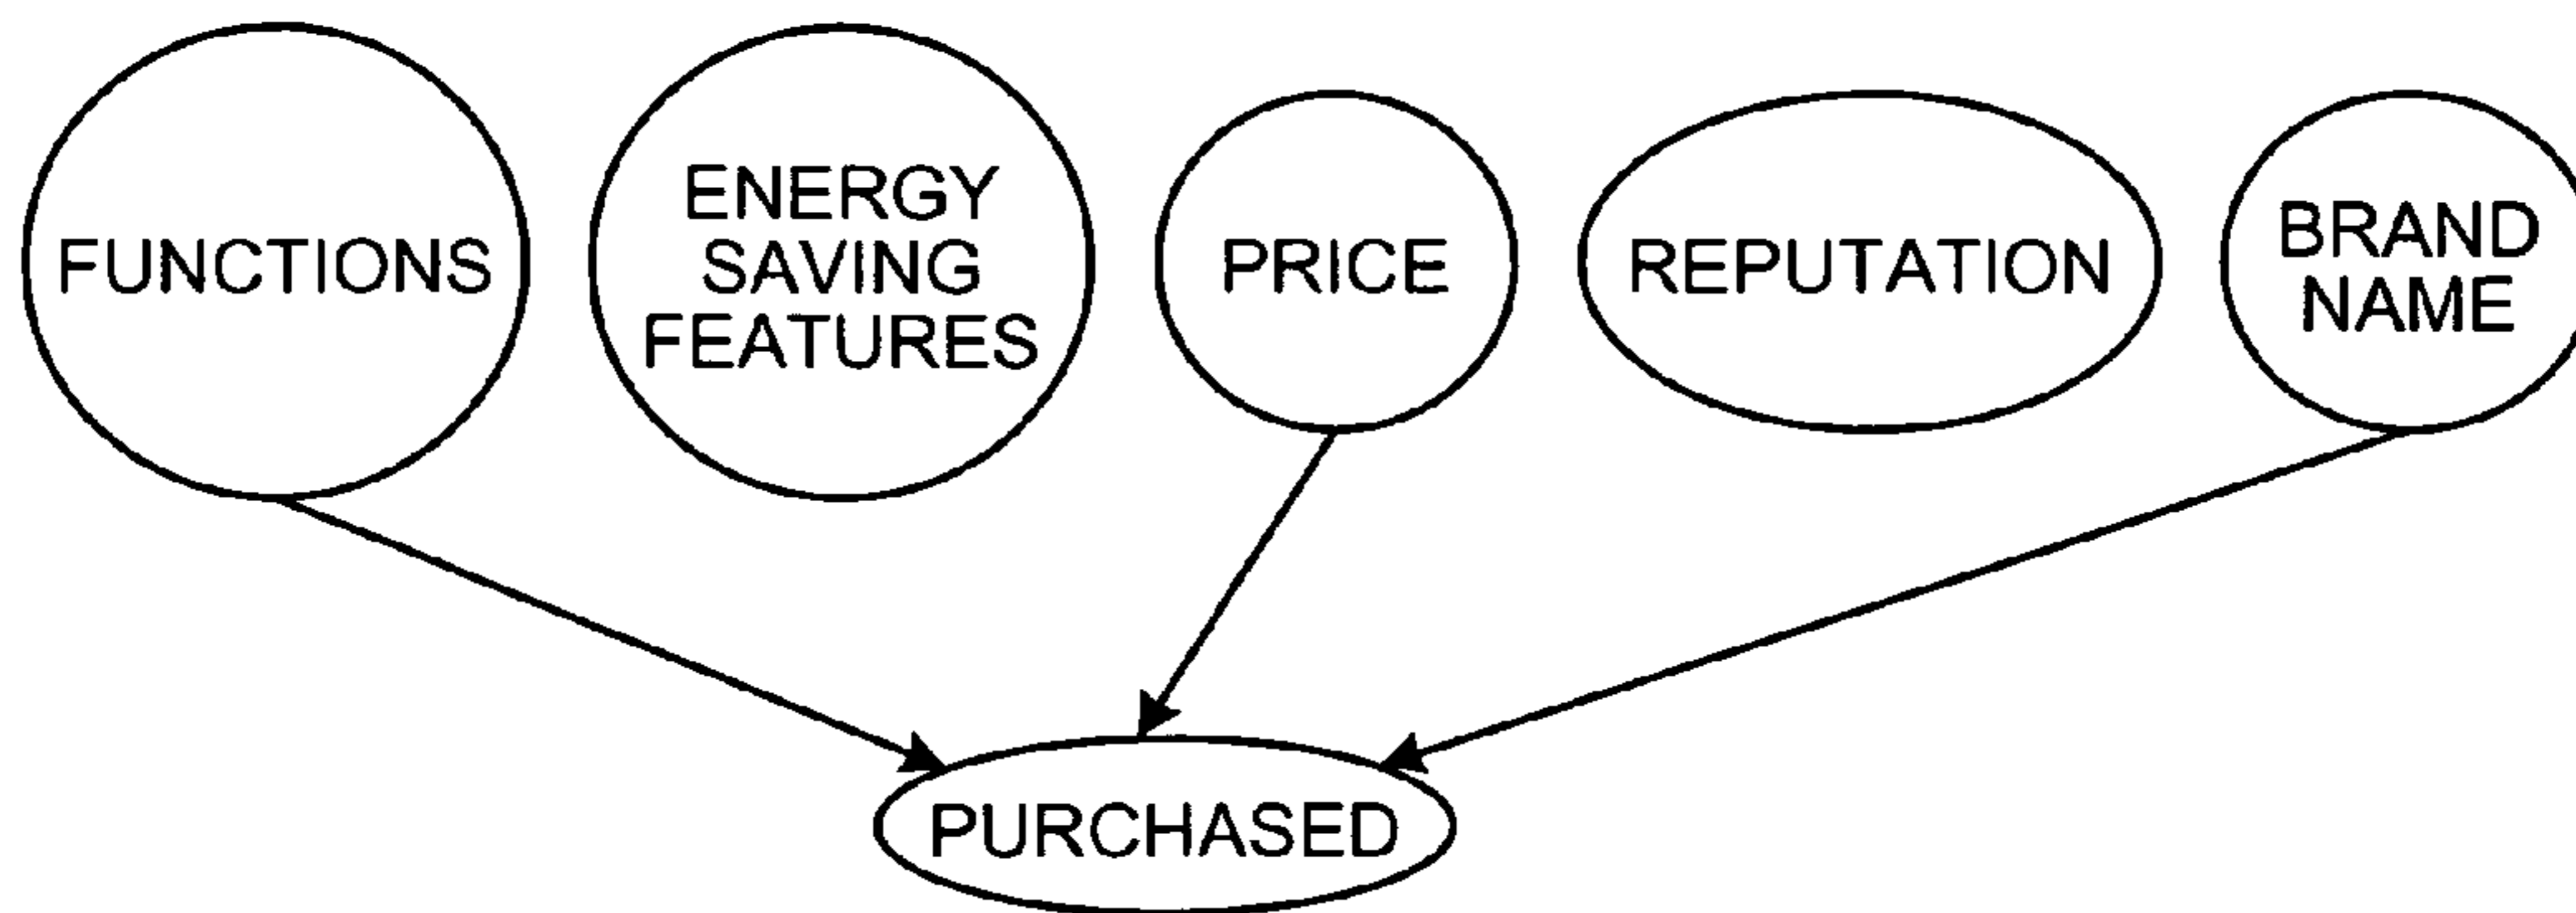 FUNCTIONS
ENERGY
SAVING
FEATURES
PRICE
REPUTATION
BRAND
NAME
PURCHASED